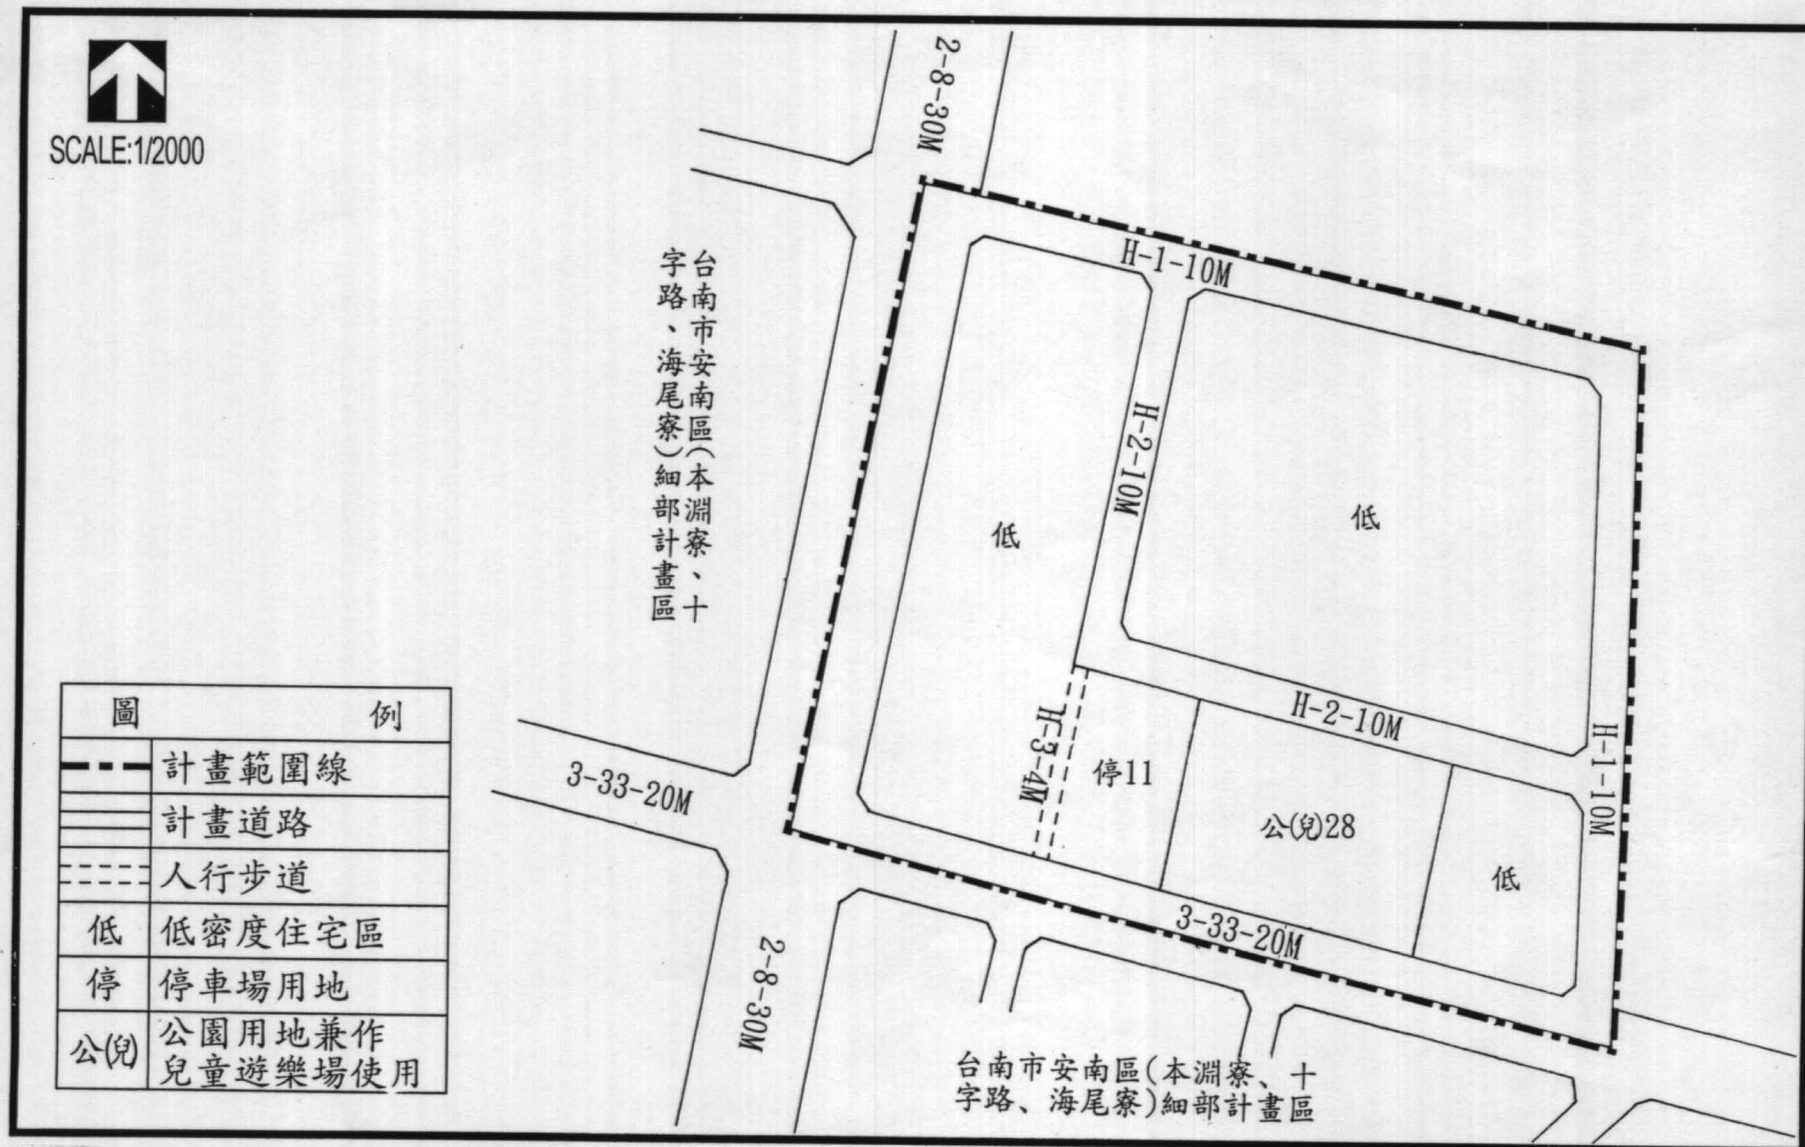 SCALE:1/2000
2-8-30M
H-1-10M
台南市安南區(本淵寮、十
字路、海尾寮)細部計畫區
H-2-10M
低
低
H-2-10M
H-1-10M
H-3-4M
停11
公(兒)28
低
3-33-20M
3-33-20M
2-8-30M
台南市安南區(本淵寮、十
字路、海尾寮)細部計畫區
圖例
計畫範圍線
計畫道路
人行步道
低 低密度住宅區
停 停車場用地
公(兒) 公園用地兼作
兒童遊樂場使用